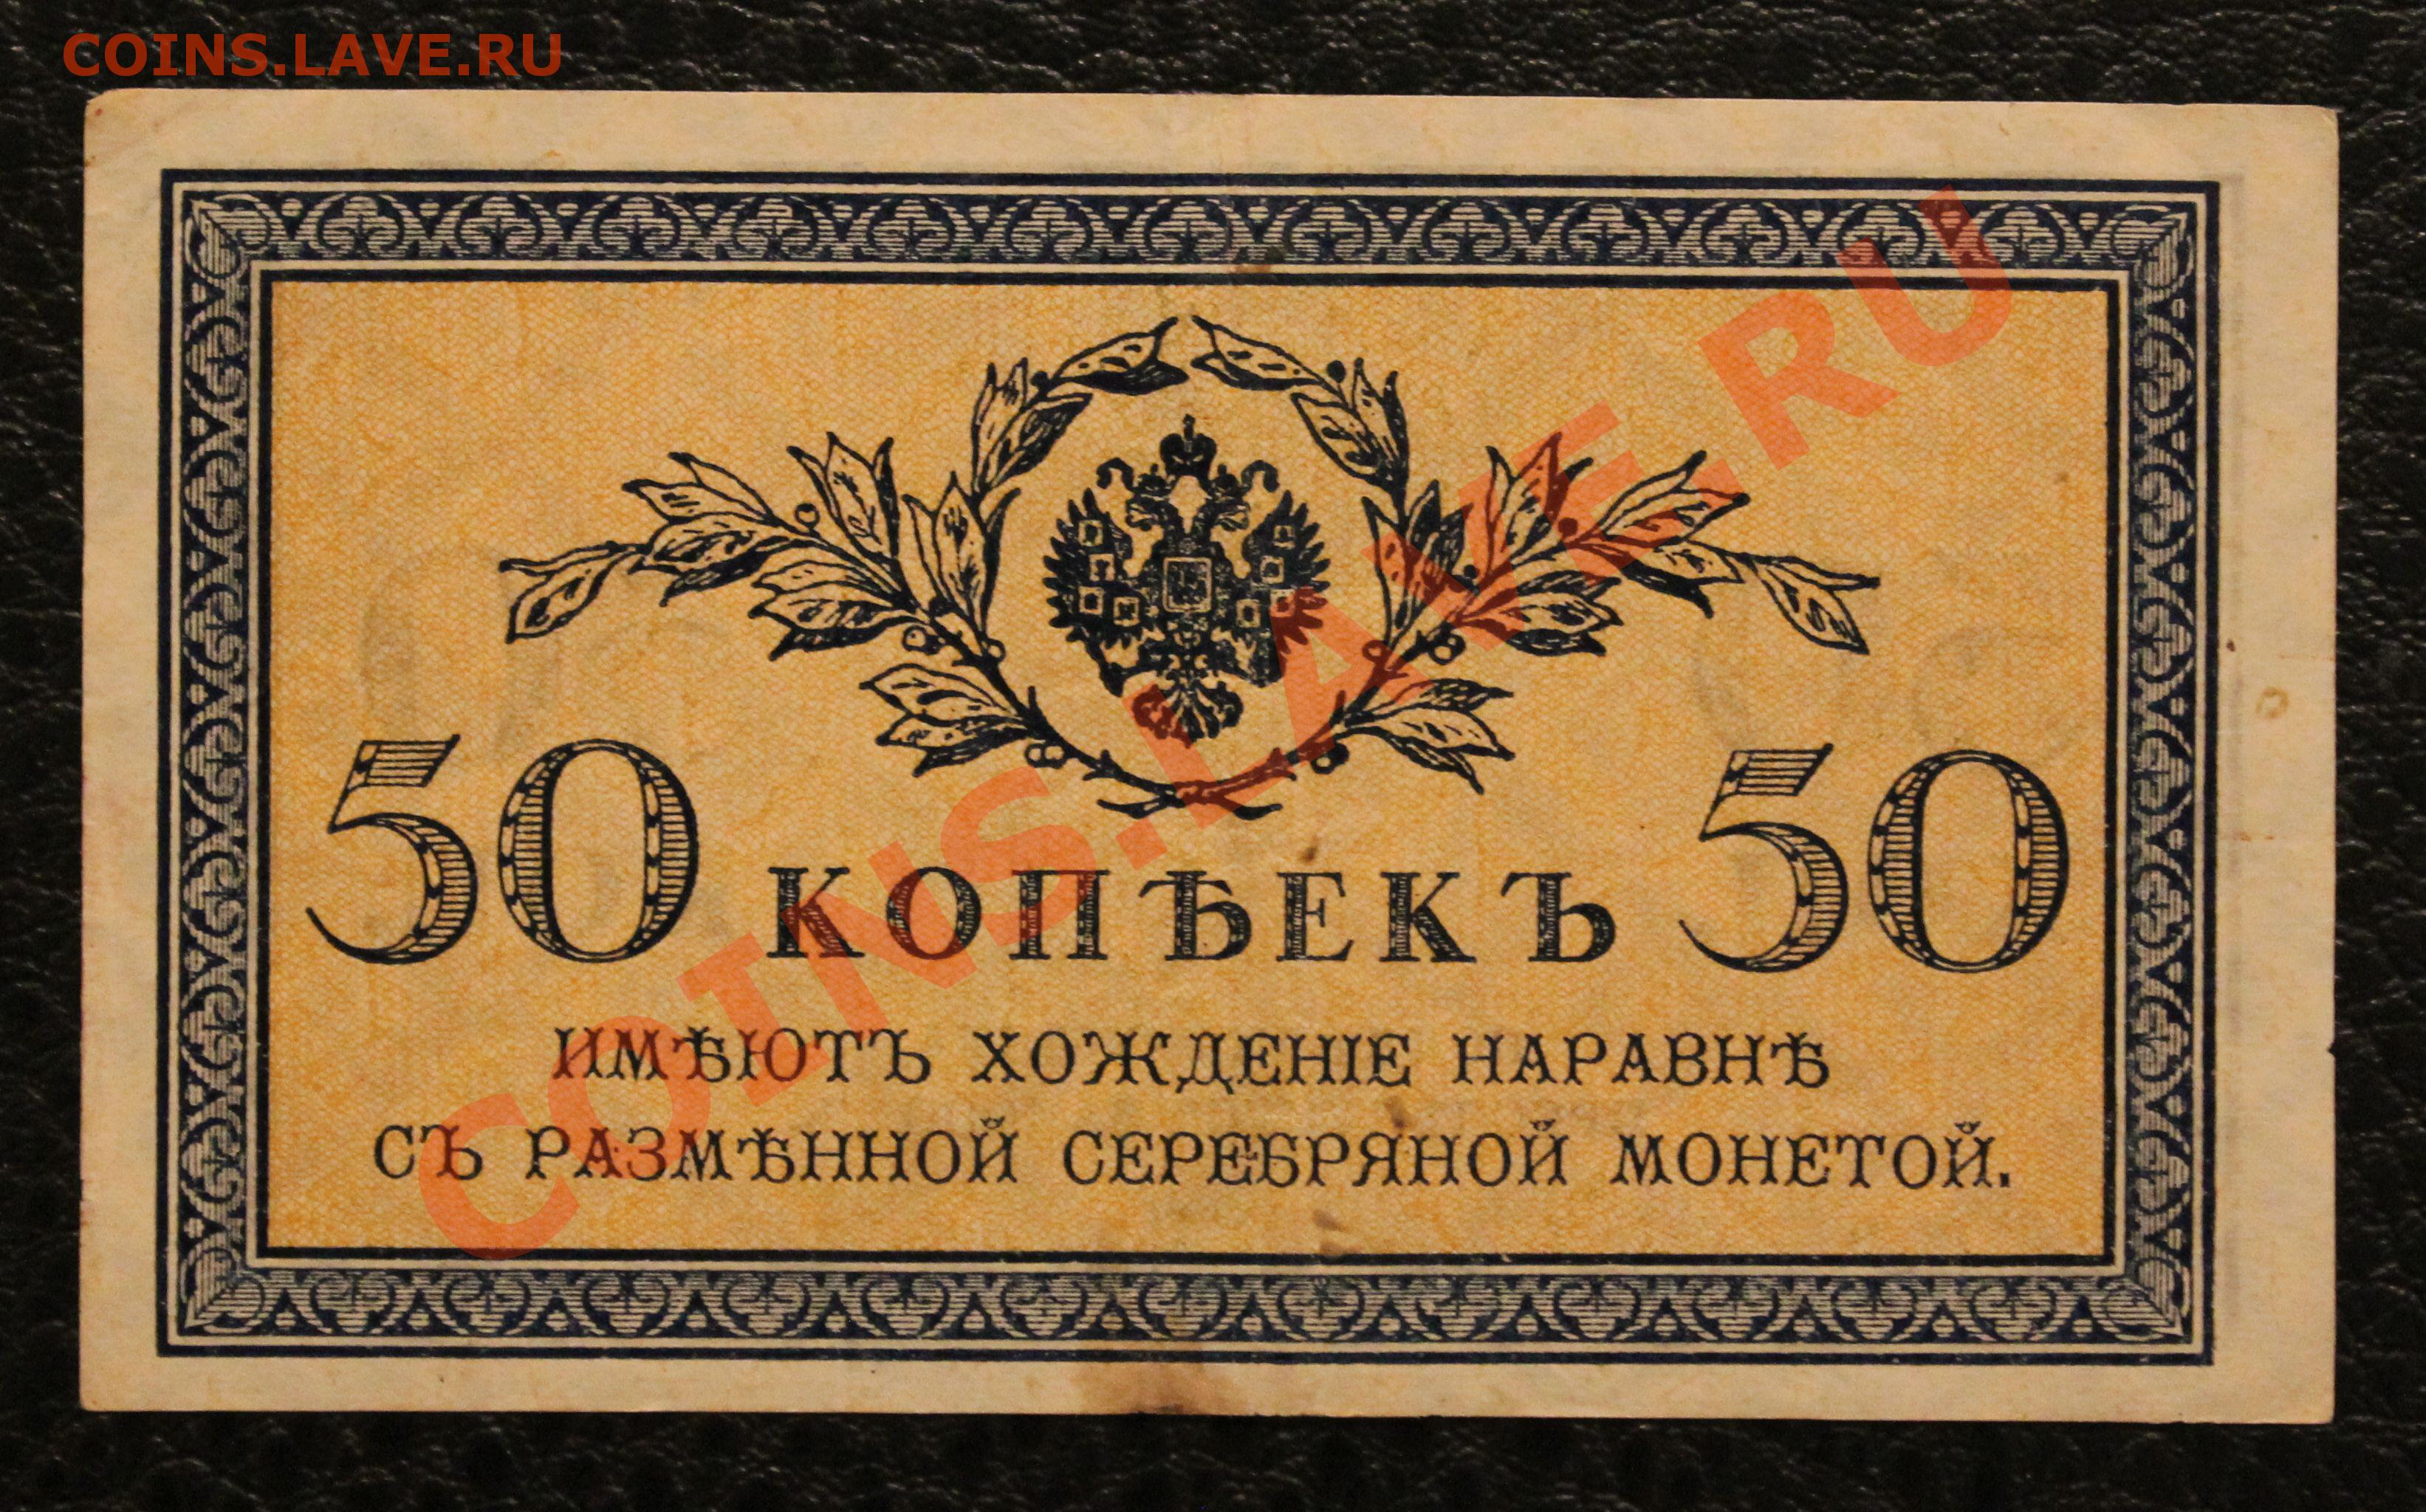 COINS.LAVE.RU
COINS.LAVE.RU
50 КОПѢЕКЪ 50
ИМѢЮТЪ ХОЖДЕНІЕ НАРАВНѢ
СЪ РАЗМѢННОЙ СЕРЕБРЯНОЙ МОНЕТОЙ.